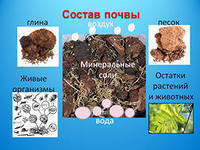 Состав почвы
глина
воздух
песок
Минеральные
соли
Живые
организмы
Остатки
растений
и животных
вода